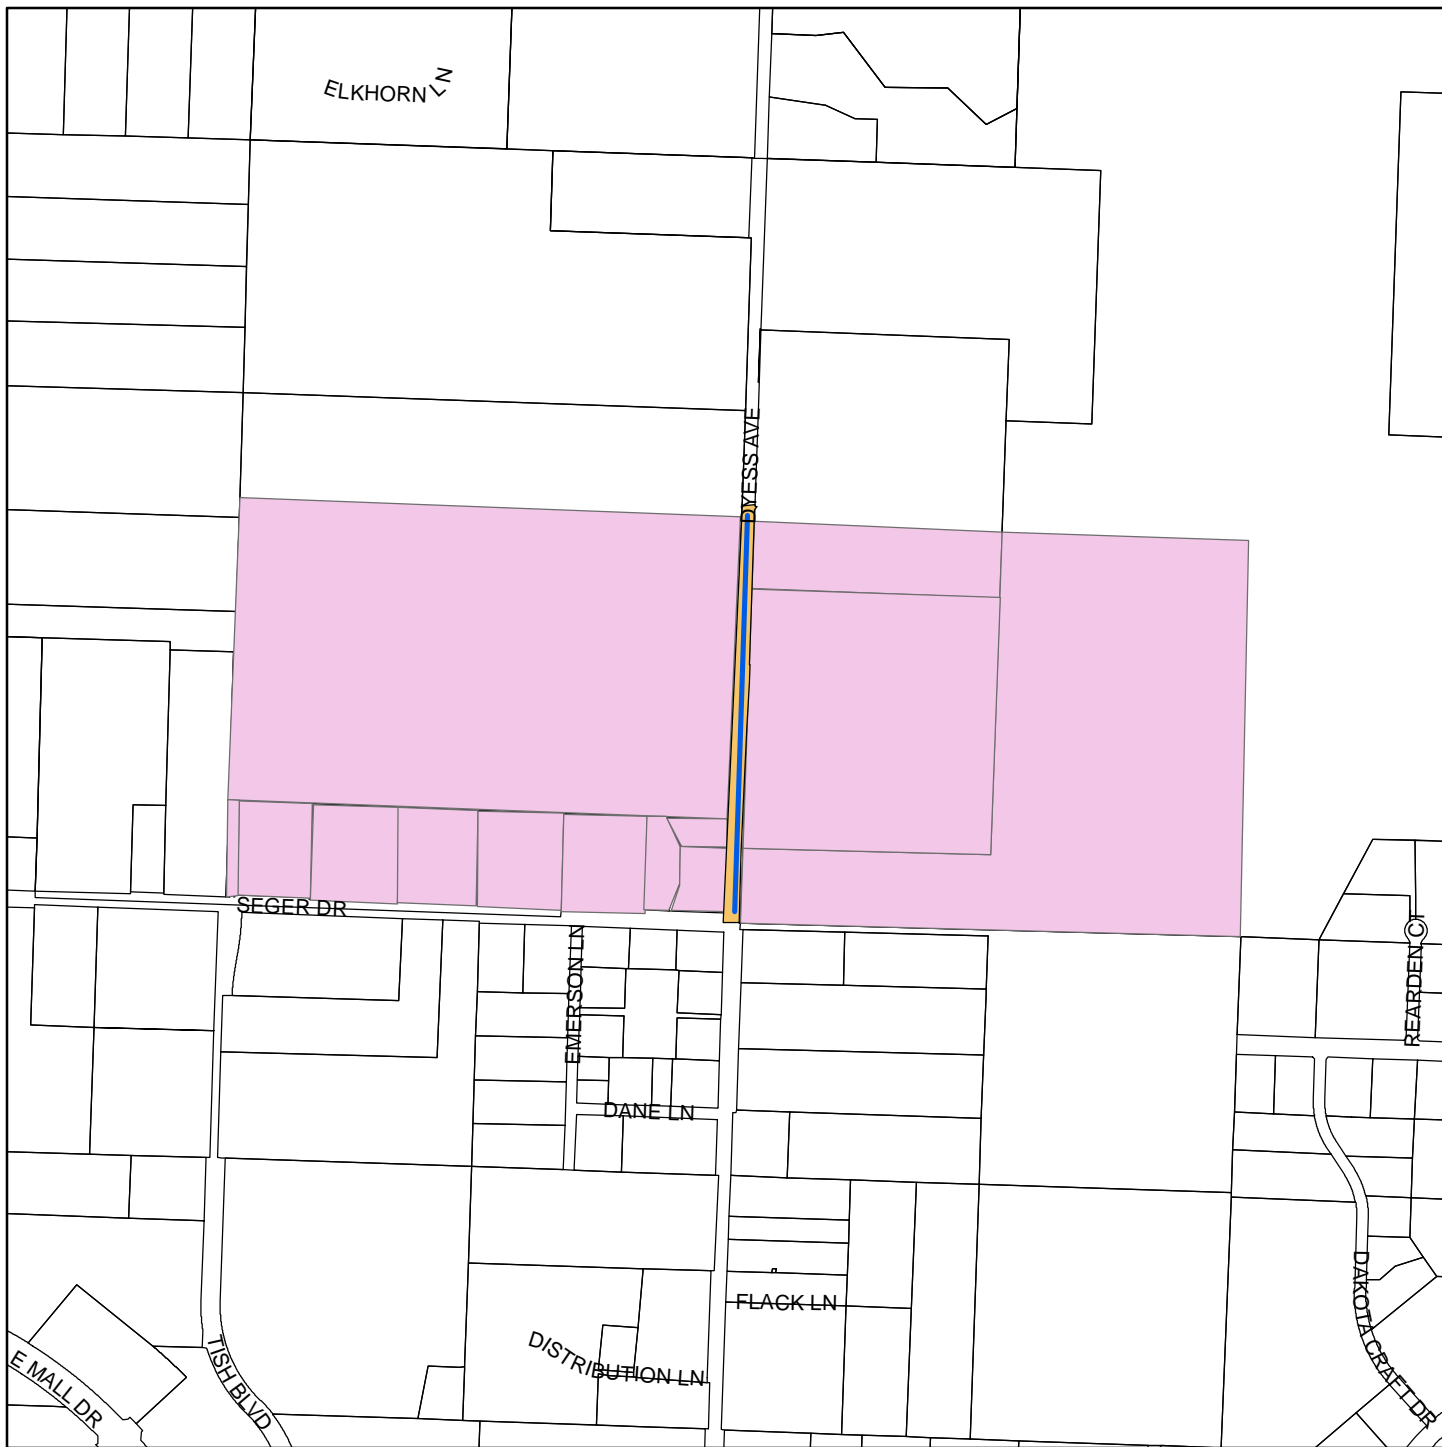 ELKHORN LN
DYESS AVE
SEGER DR
EMERSON LN
REARDEN CT
DANE LN
FLACK LN
DAKOTA CRAFT DR
DISTRIBUTION LN
TISH BLVD
E MALL DR